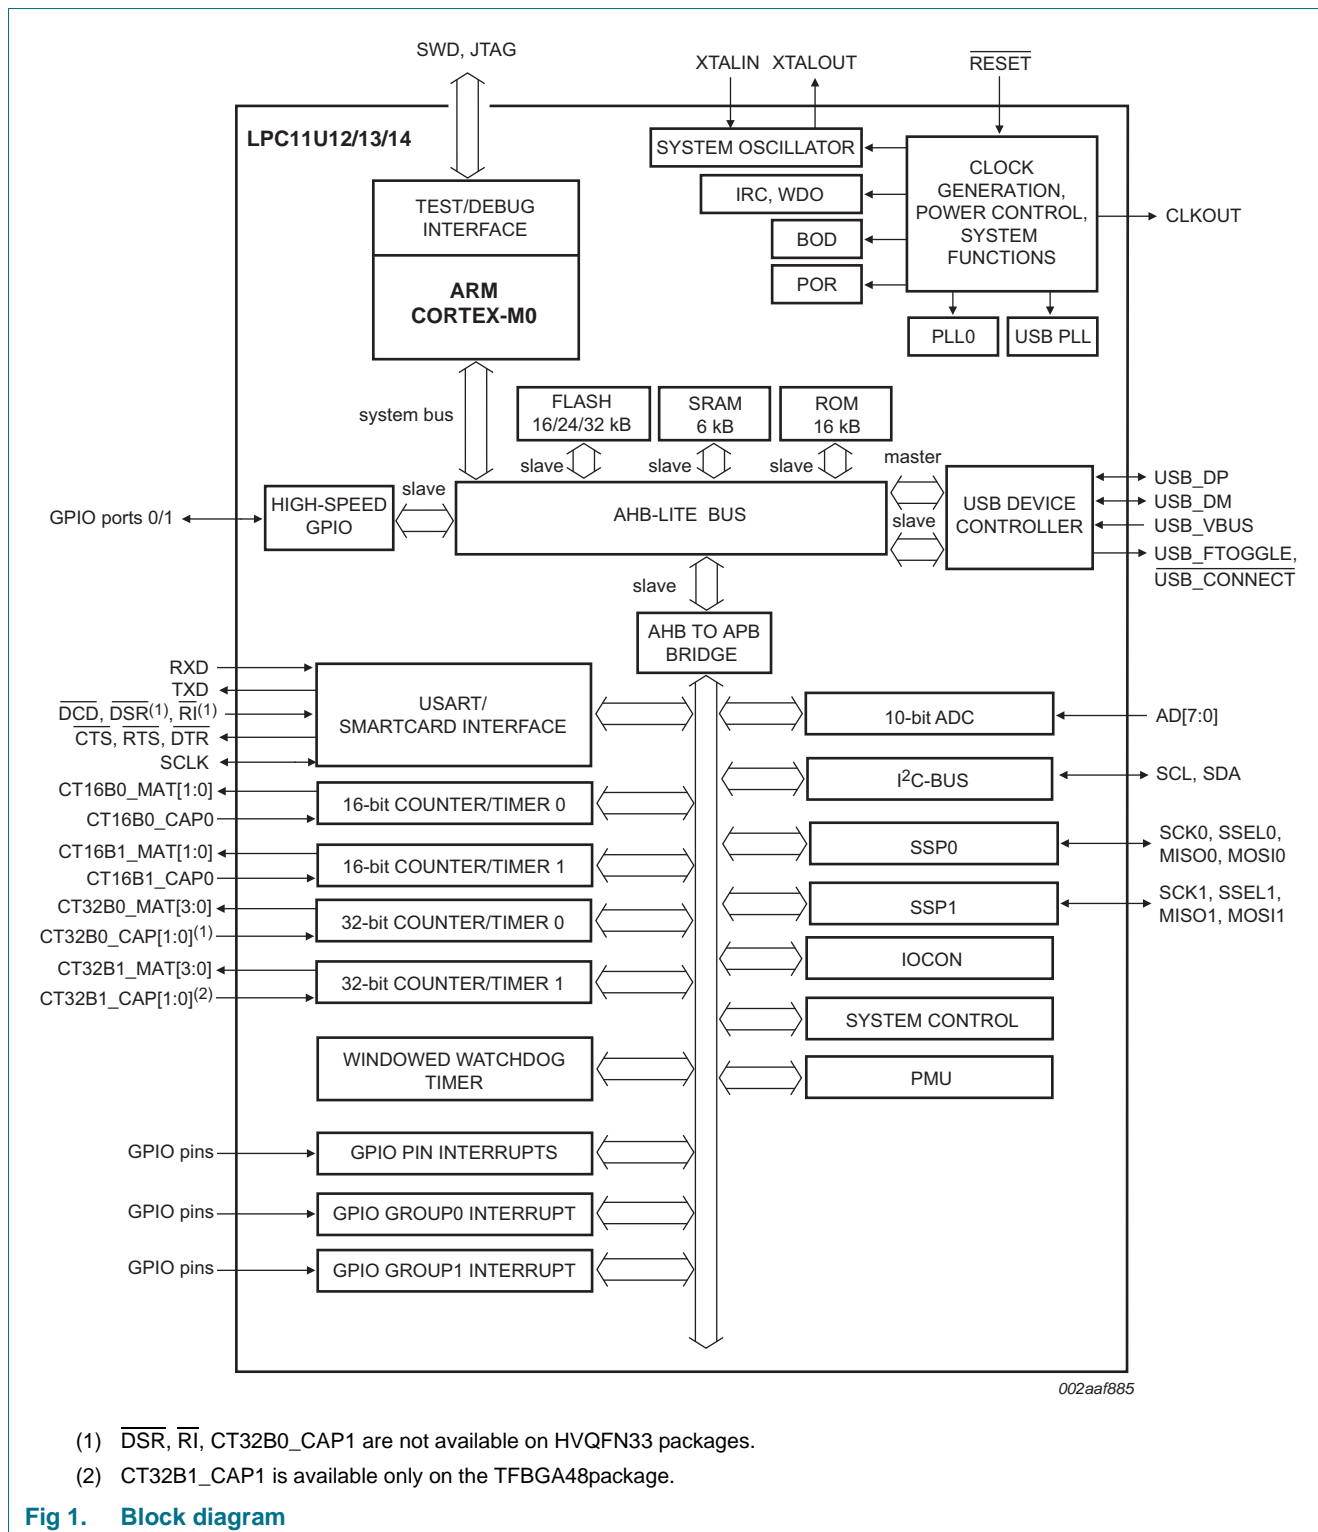 SWD, JTAG
XTALIN XTALOUT
RESET
LPC11U12/13/14
SYSTEM OSCILLATOR
CLOCK
GENERATION,
POWER CONTROL,
SYSTEM
FUNCTIONS
TEST/DEBUG
INTERFACE
IRC, WDO
CLKOUT
BOD
POR
ARM
CORTEX-M0
PLL0
USB PLL
system bus
FLASH
16/24/32 kB
SRAM
6 kB
ROM
16 kB
slave
slave
slave
master
slave
HIGH-SPEED
GPIO
GPIO ports 0/1
AHB-LITE BUS
slave
USB DEVICE
CONTROLLER
USB_DP
USB_DM
USB_VBUS
USB_FTOGGLE,
USB_CONNECT
slave
AHB TO APB
BRIDGE
RXD
TXD
DCD, DSR(1), RI(1)
CTS, RTS, DTR
SCLK
USART/
SMARTCARD INTERFACE
10-bit ADC
AD[7:0]
CT16B0_MAT[1:0]
CT16B0_CAP0
16-bit COUNTER/TIMER 0
I2C-BUS
SCL, SDA
CT16B1_MAT[1:0]
CT16B1_CAP0
16-bit COUNTER/TIMER 1
SSP0
SCK0, SSEL0,
MISO0, MOSI0
CT32B0_MAT[3:0]
CT32B0_CAP[1:0](1)
32-bit COUNTER/TIMER 0
SSP1
SCK1, SSEL1,
MISO1, MOSI1
CT32B1_MAT[3:0]
CT32B1_CAP[1:0](2)
32-bit COUNTER/TIMER 1
IOCON
SYSTEM CONTROL
WINDOWED WATCHDOG
TIMER
PMU
GPIO pins
GPIO PIN INTERRUPTS
GPIO pins
GPIO GROUP0 INTERRUPT
GPIO pins
GPIO GROUP1 INTERRUPT
002aaf885
(1) DSR, RI, CT32B0_CAP1 are not available on HVQFN33 packages.
(2) CT32B1_CAP1 is available only on the TFBGA48package.
Fig 1. Block diagram